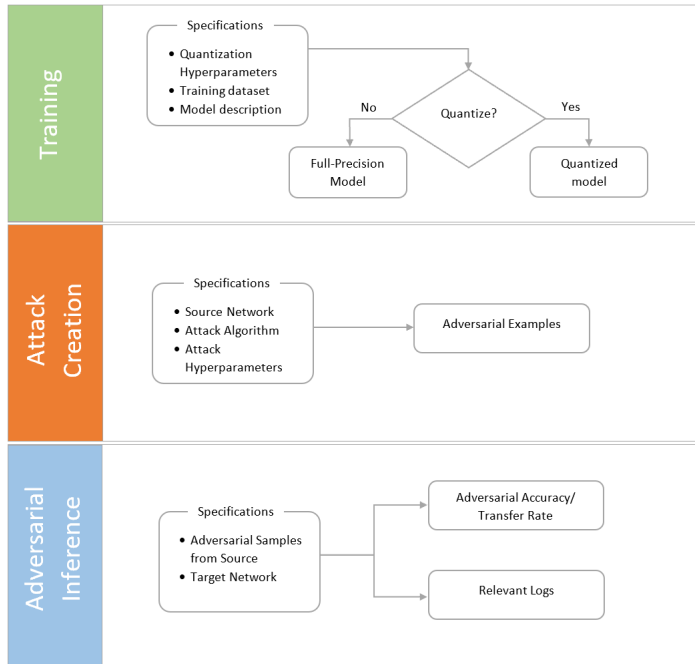 Training
Specifications
• Quantization
Hyperparameters
• Training dataset
• Model description
Quantize?
No
Yes
Full-Precision
Model
Quantized
model
Attack
Creation
Specifications
• Source Network
• Attack Algorithm
• Attack
Hyperparameters
Adversarial Examples
Adversarial
Inference
Specifications
• Adversarial Samples
from Source
• Target Network
Adversarial Accuracy/
Transfer Rate
Relevant Logs